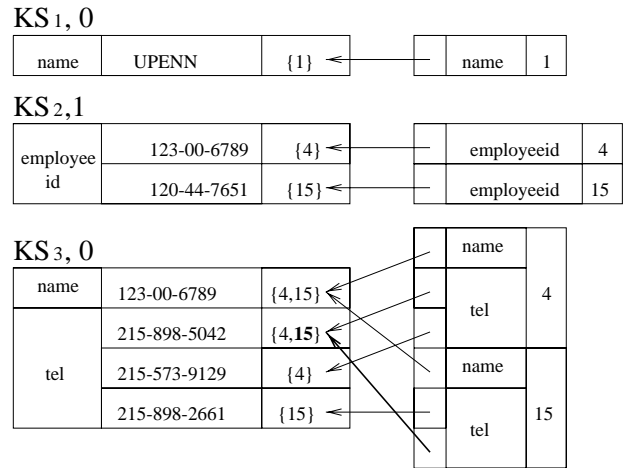 KS1, 0
name UPENN {1} name 1
KS2,1
employee id 123-00-6789 {4} employeeid 4
120-44-7651 {15} employeeid 15
KS3, 0
name 123-00-6789 {4,15} name
tel 4
215-898-5042 {4,15}
tel 215-573-9129 {4} name
215-898-2661 {15} tel 15